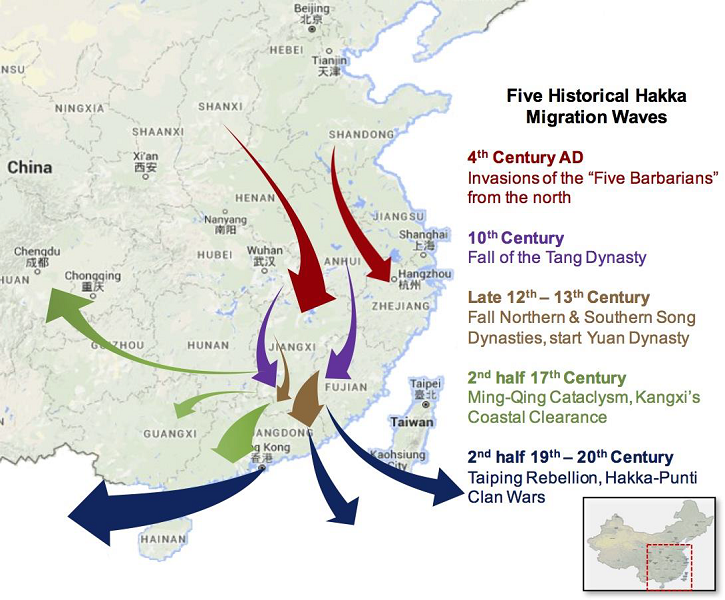 Beijing
北京
HEBEI
Tianjin
天津
NSU
NINGXIA
SHANXI
SHAANXI
SHANDONG
Xi'an
西安
China
HENAN
JIANGSU
Nanyang
南阳
Shanghai
上海
HUBEI
Wuhan
武汉
ANHUI
Chengdu
成都
Hangzhou
杭州
Chongqing
重庆
HUAN
ZHEJIANG
GUIZHOU
HUNAN
JIANGXI
FUJIAN
Taipei
臺北
Taiwan
GUANGXI
UANGDONG
ng Kong
香港
Kaohsiung
City
HAINAN
Five Historical Hakka
Migration Waves
4th Century AD
Invasions of the “Five Barbarians”
from the north
10th Century
Fall of the Tang Dynasty
Late 12th – 13th Century
Fall Northern & Southern Song
Dynasties, start Yuan Dynasty
2nd half 17th Century
Ming-Qing Cataclysm, Kangxi’s
Coastal Clearance
2nd half 19th – 20th Century
Taiping Rebellion, Hakka-Punti
Clan Wars